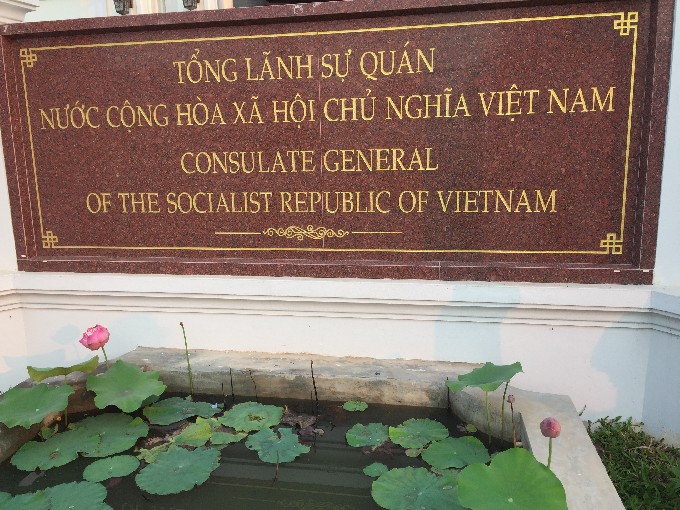 TỔNG LÃNH SỰ QUÁN
NƯỚC CỘNG HÒA XÃ HỘI CHỦ NGHĨA VIỆT NAM
CONSULATE GENERAL
OF THE SOCIALIST REPUBLIC OF VIETNAM